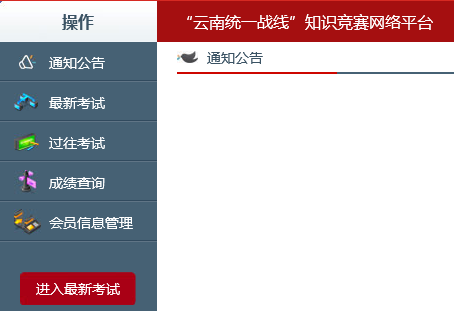 操作
“云南统一战线”知识竞赛网络平台
通知公告
通知公告
最新考试
过往考试
成绩查询
会员信息管理
进入最新考试